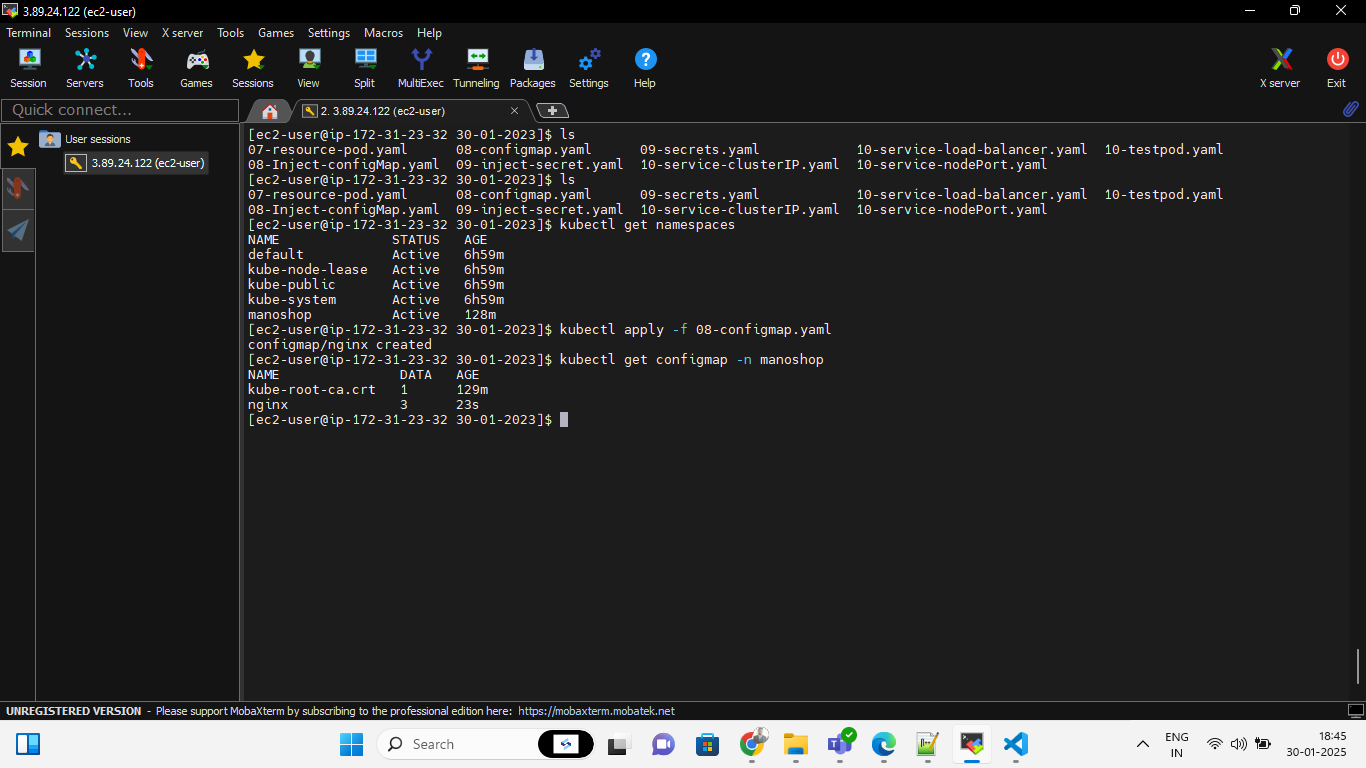 3.89.24.122 (ec2-user)
Terminal Sessions View X server Tools Games Settings Macros Help
Session Servers Tools Games Sessions View Split MultiExec Tunneling Packages Settings Help X server Exit
Quick connect...
2. 3.89.24.122 (ec2-user)
User sessions
3.89.24.122 (ec2-user)
[ec2-user@ip-172-31-23-32 30-01-2023]$ ls
07-resource-pod.yaml 08-configmap.yaml 09-secrets.yaml 10-service-load-balancer.yaml 10-testpod.yaml
08-Inject-configMap.yaml 09-inject-secret.yaml 10-service-clusterIP.yaml 10-service-nodePort.yaml
[ec2-user@ip-172-31-23-32 30-01-2023]$ ls
07-resource-pod.yaml 08-configmap.yaml 09-secrets.yaml 10-service-load-balancer.yaml 10-testpod.yaml
08-Inject-configMap.yaml 09-inject-secret.yaml 10-service-clusterIP.yaml 10-service-nodePort.yaml
[ec2-user@ip-172-31-23-32 30-01-2023]$ kubectl get namespaces
NAME STATUS AGE
default Active 6h59m
kube-node-lease Active 6h59m
kube-public Active 6h59m
kube-system Active 6h59m
manoshop Active 128m
[ec2-user@ip-172-31-23-32 30-01-2023]$ kubectl apply -f 08-configmap.yaml
configmap/nginx created
[ec2-user@ip-172-31-23-32 30-01-2023]$ kubectl get configmap -n manoshop
NAME DATA AGE
kube-root-ca.crt 1 129m
nginx 3 23s
[ec2-user@ip-172-31-23-32 30-01-2023]$
UNREGISTERED VERSION - Please support MobaXterm by subscribing to the professional edition here: https://mobaxterm.mobatek.net
Search
ENG
IN
18:45
30-01-2025